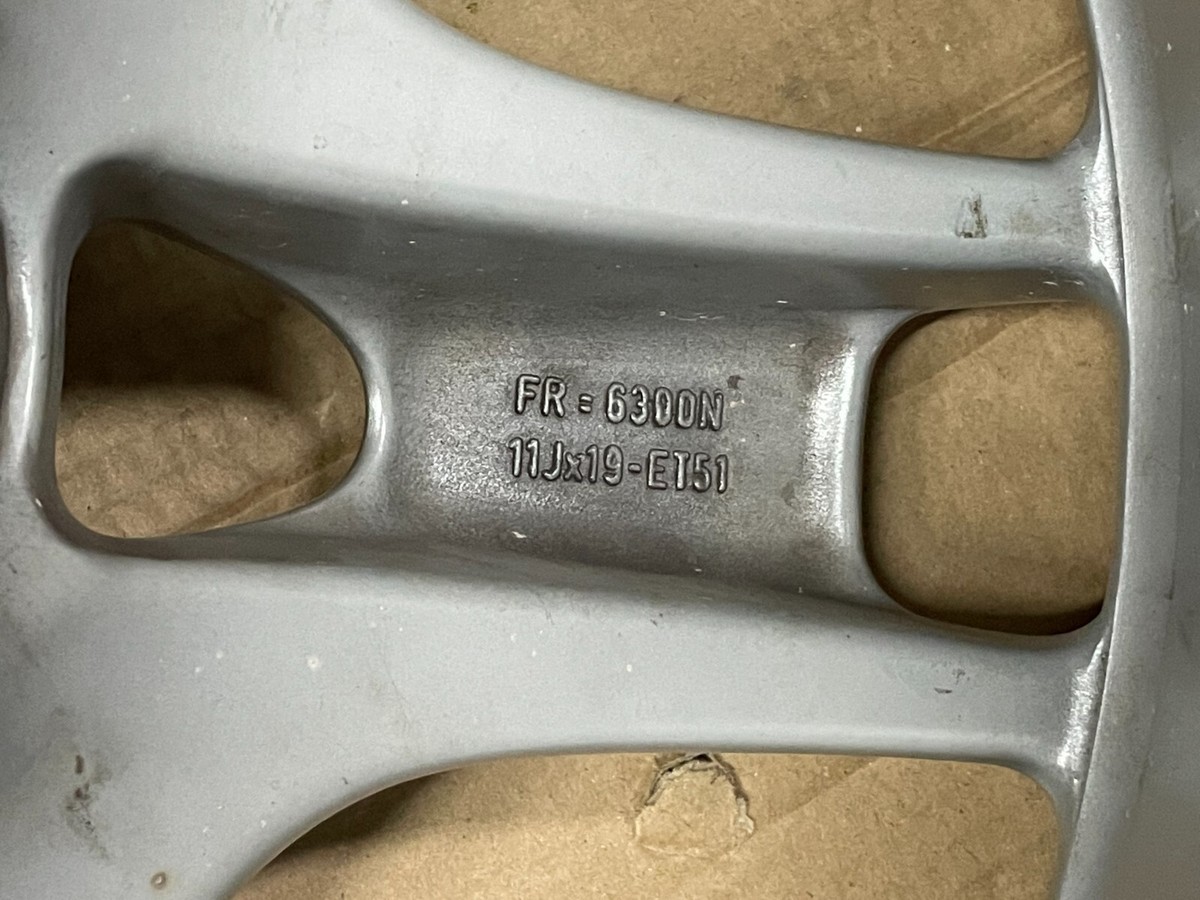 FR = 6300N
11Jx19-ET51